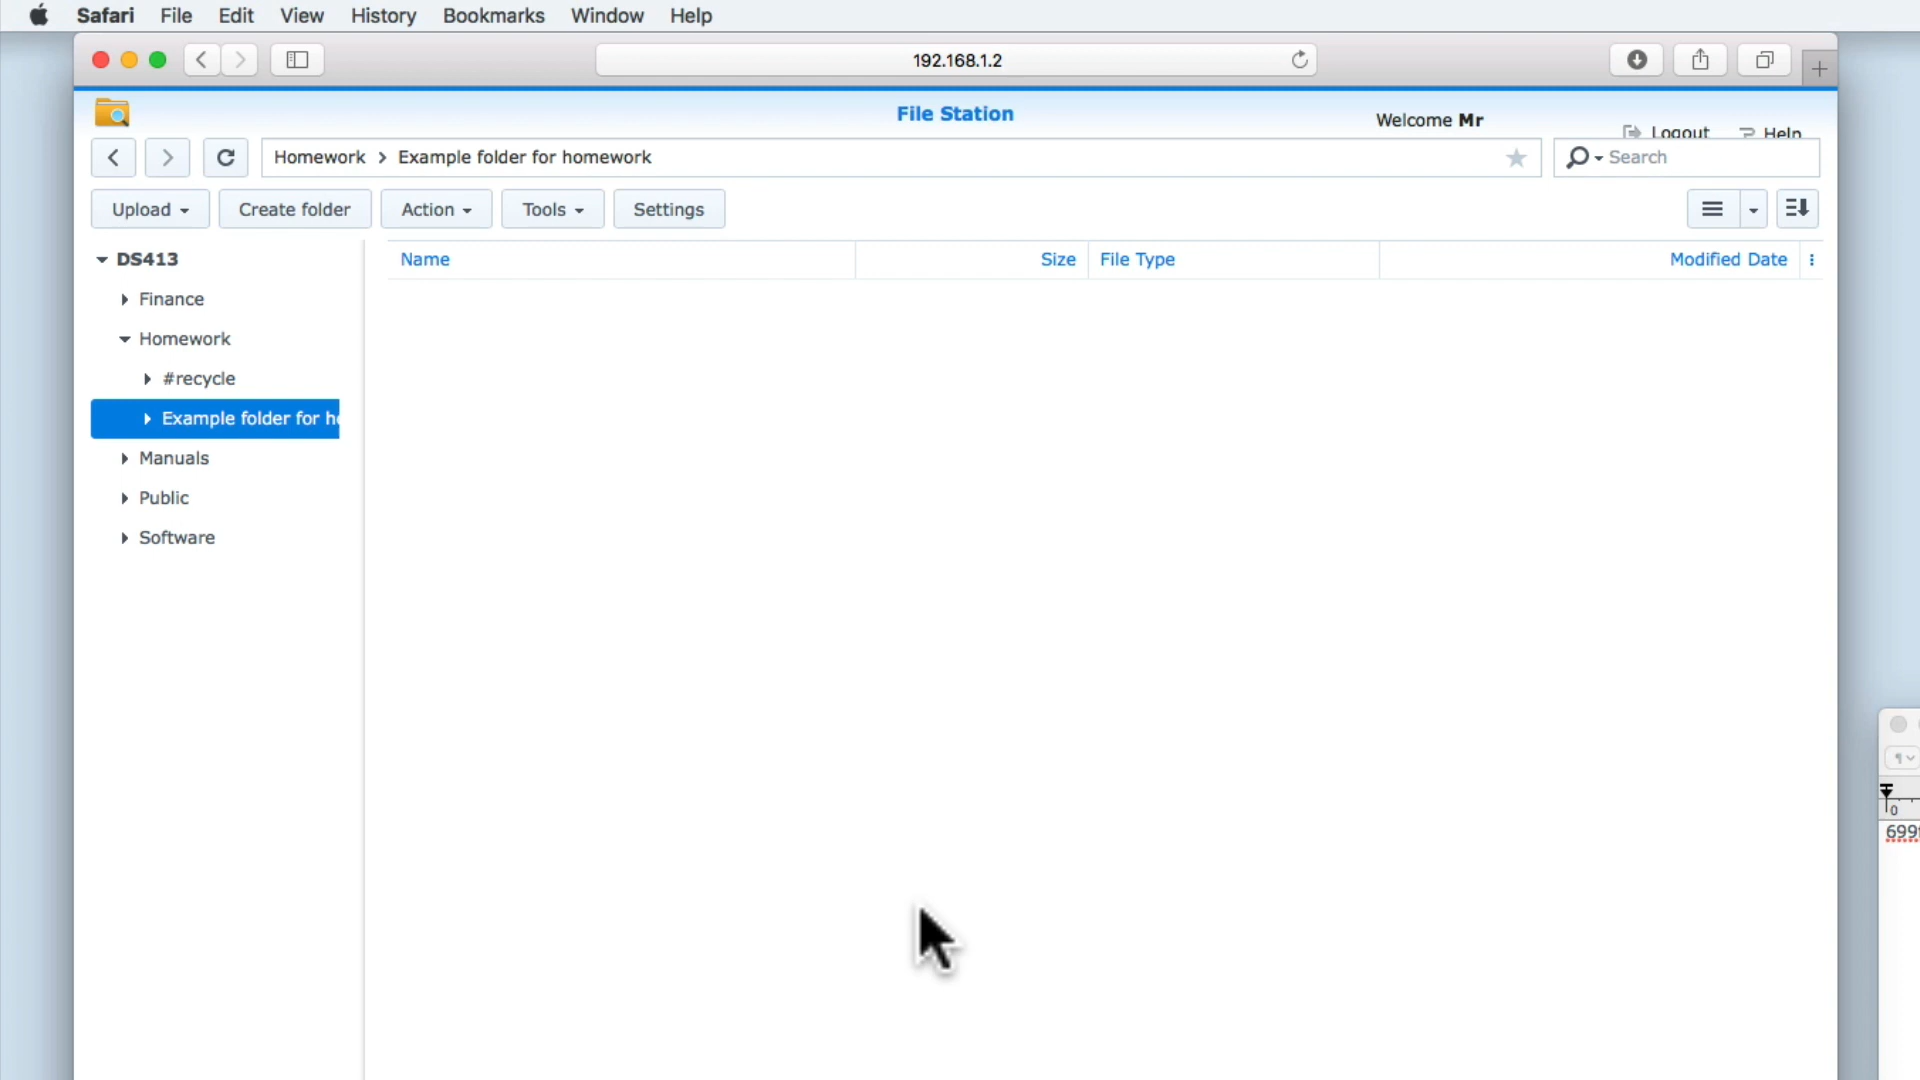 Safari File Edit View History Bookmarks Window Help
192.168.1.2
File Station
Welcome Mr
Logout Help
Homework > Example folder for homework
Search
Upload Create folder Action Tools Settings
DS413
Name Size File Type Modified Date
Finance
Homework
#recycle
Example folder for
Manuals
Public
Software
0